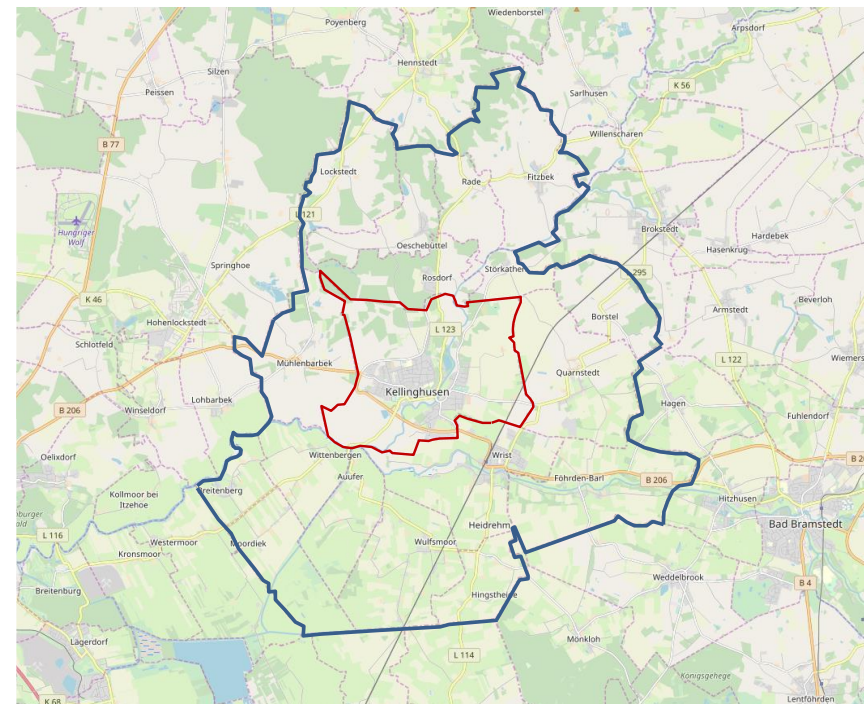 Wiedenborstel
Poyenberg
Arpsdorf
Hennstedt
Silzen
Peissen
Sarlhusen
K 56
Willenscharen
B 77
Lockstedt
Rade
Fitzbek
L 121
Brokstedt
Hungriger
Wolf
Hardebek
Oeschebüttel
Hasenkrug
Springhoe
Störkathen
Rosdorf
L 295
K 46
Beverloh
Armstedt
Borstel
Hohenlockstedt
L 123
Schlotfeld
L 122
Wiemers
Mühlenbarbek
Quarnstedt
Kellinghusen
Lohbarbek
Hagen
B 206
Winseldorf
Fuhlendorf
Wittenbergen
Wrist
Oelixdorf
B 20
Auufer
Föhrden-Barl
B 206
Breitenberg
Kollmoor bei
Itzehoe
Hitzhusen
Heidrehm
Bad Bramstedt
L 116
Westermoor
Moordiek
Wulfsmoor
Kronsmoor
Weddelbrook
B 4
Breitenburg
Hingstheide
Mönkloh
Lägerdorf
L 114
Königsgehege
K 68
Lentföhrden